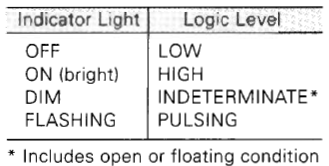 Indicator Light Logic Level
OFF LOW
ON (bright) HIGH
DIM INDETERMINATE*
FLASHING PULSING
* Includes open or floating condition